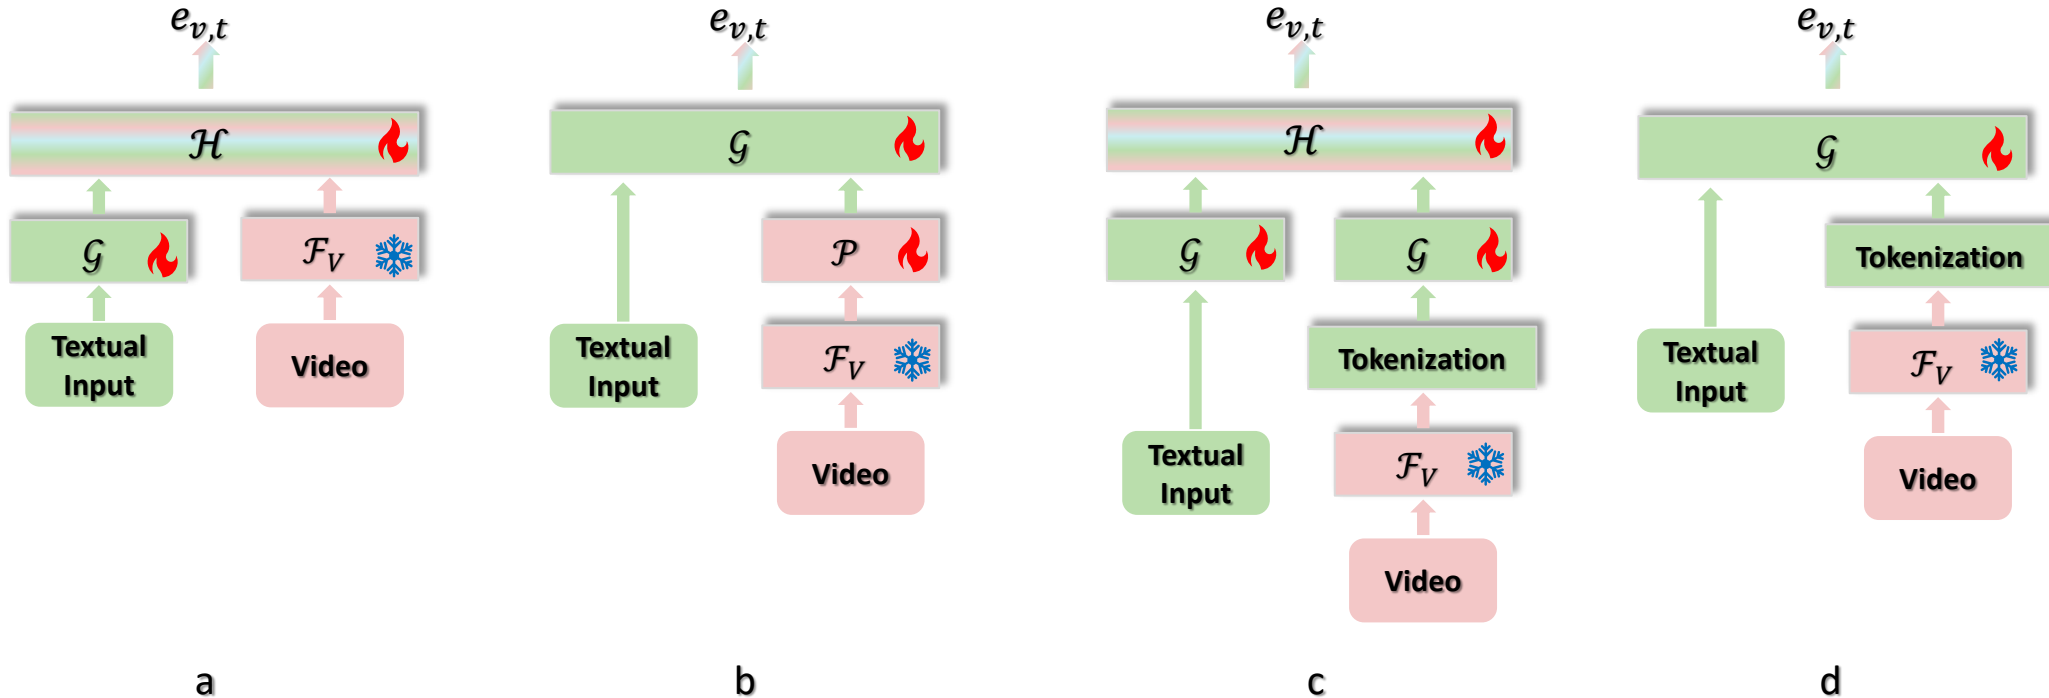 e_{v,t}
ℋ
𝒢
ℱ_V
Textual
Input
Video
a
e_{v,t}
𝒢
𝒫
ℱ_V
Textual
Input
Video
b
e_{v,t}
ℋ
𝒢
𝒢
Tokenization
ℱ_V
Textual
Input
Video
c
e_{v,t}
𝒢
Tokenization
ℱ_V
Textual
Input
Video
d